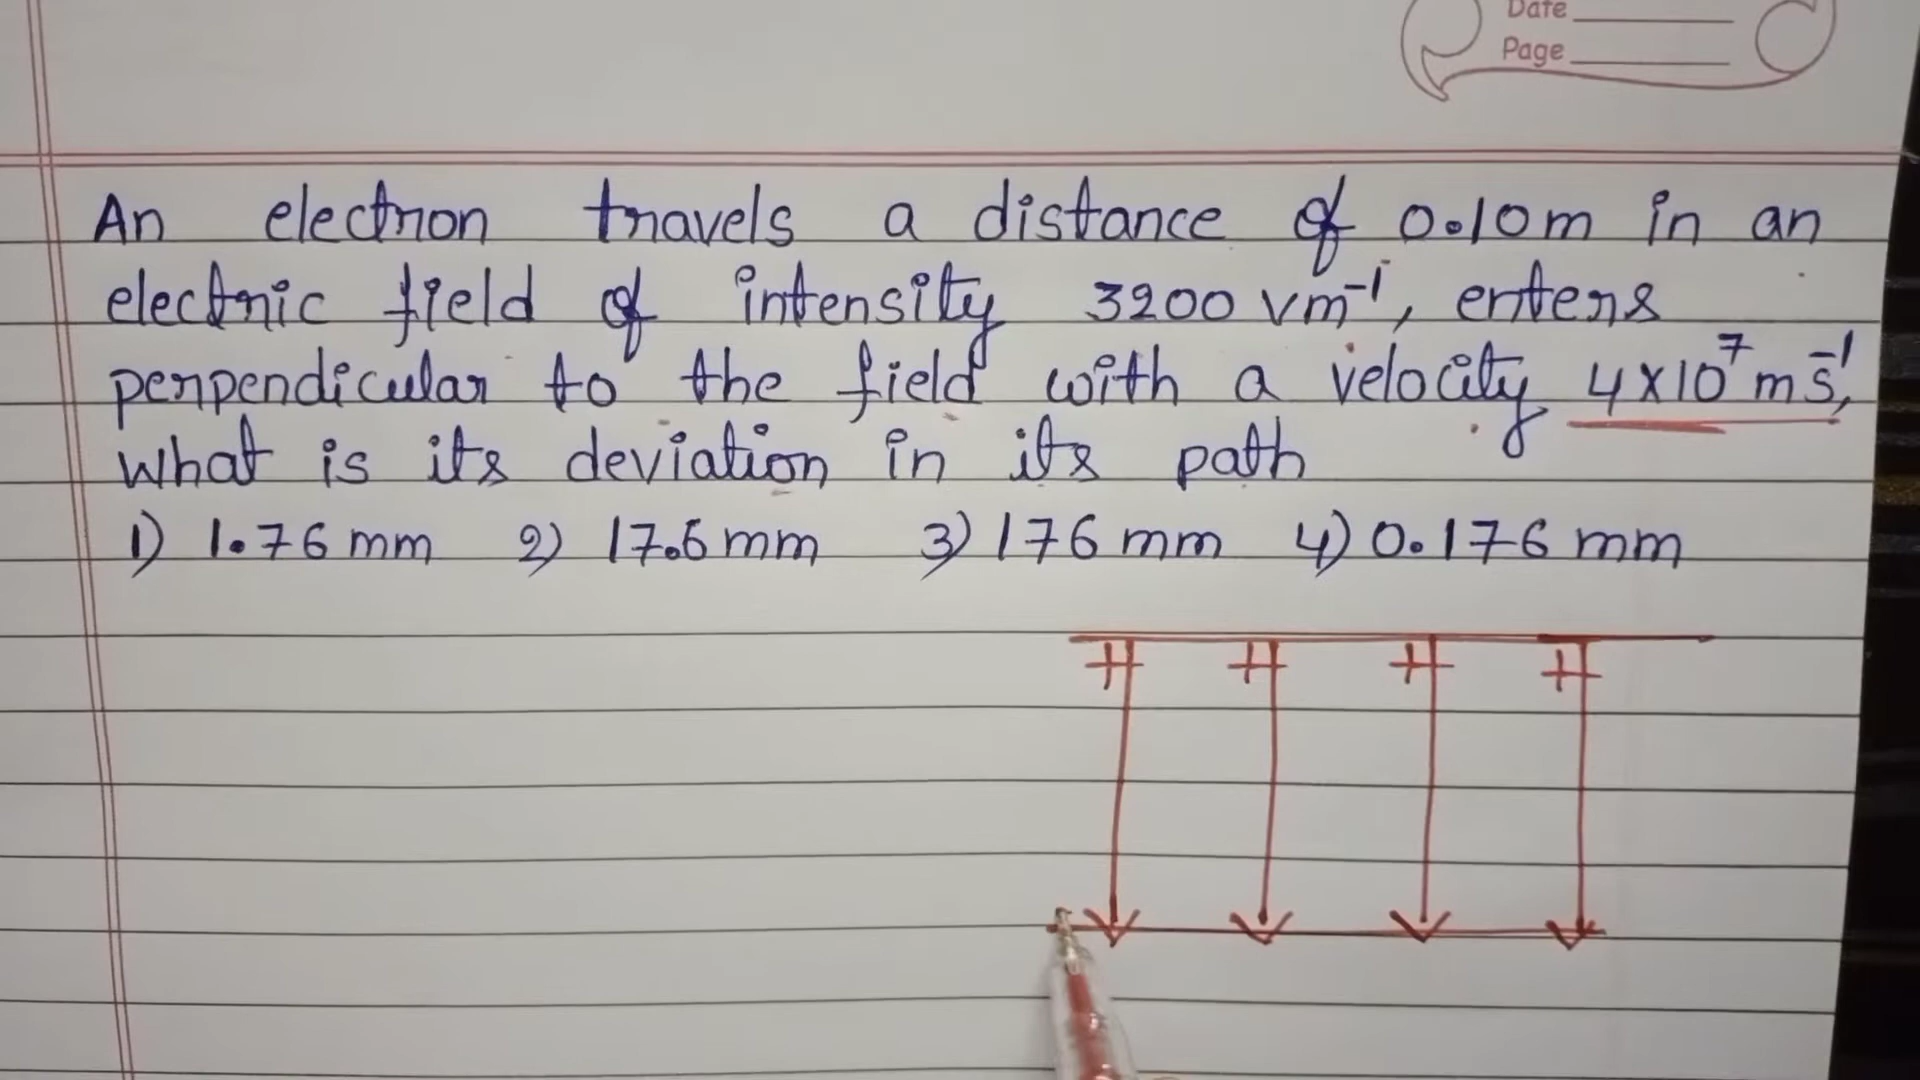 Date
Page
An electron travels a distance of 0.10m in an
electric field of intensity 3200 Vm⁻¹, enters
perpendicular to the field with a velocity 4×10⁷ms⁻¹,
what is its deviation in its path
1) 1.76 mm 2) 17.6 mm 3) 176 mm 4) 0.176 mm
+ + + +